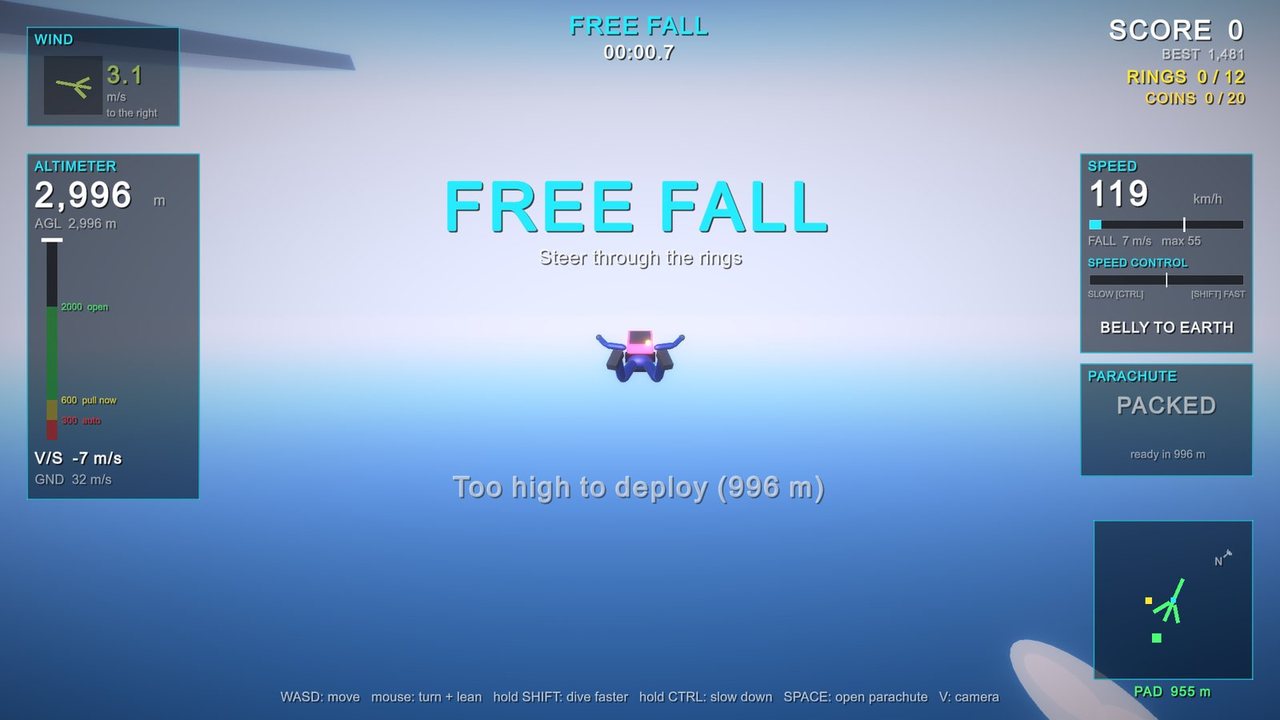 FREE FALL
00:00.7
WIND
3.1
m/s
to the right
SCORE 0
BEST 1,481
RINGS 0 / 12
COINS 0 / 20
ALTIMETER
2,996 m
AGL 2,996 m
2000 open
600 pull now
300 auto
V/S -7 m/s
GND 32 m/s
FREE FALL
Steer through the rings
Too high to deploy (996 m)
SPEED
119 km/h
FALL 7 m/s max 55
SPEED CONTROL
SLOW [CTRL] [SHIFT] FAST
BELLY TO EARTH
PARACHUTE
PACKED
ready in 996 m
N
PAD 955 m
WASD: move mouse: turn + lean hold SHIFT: dive faster hold CTRL: slow down SPACE: open parachute V: camera